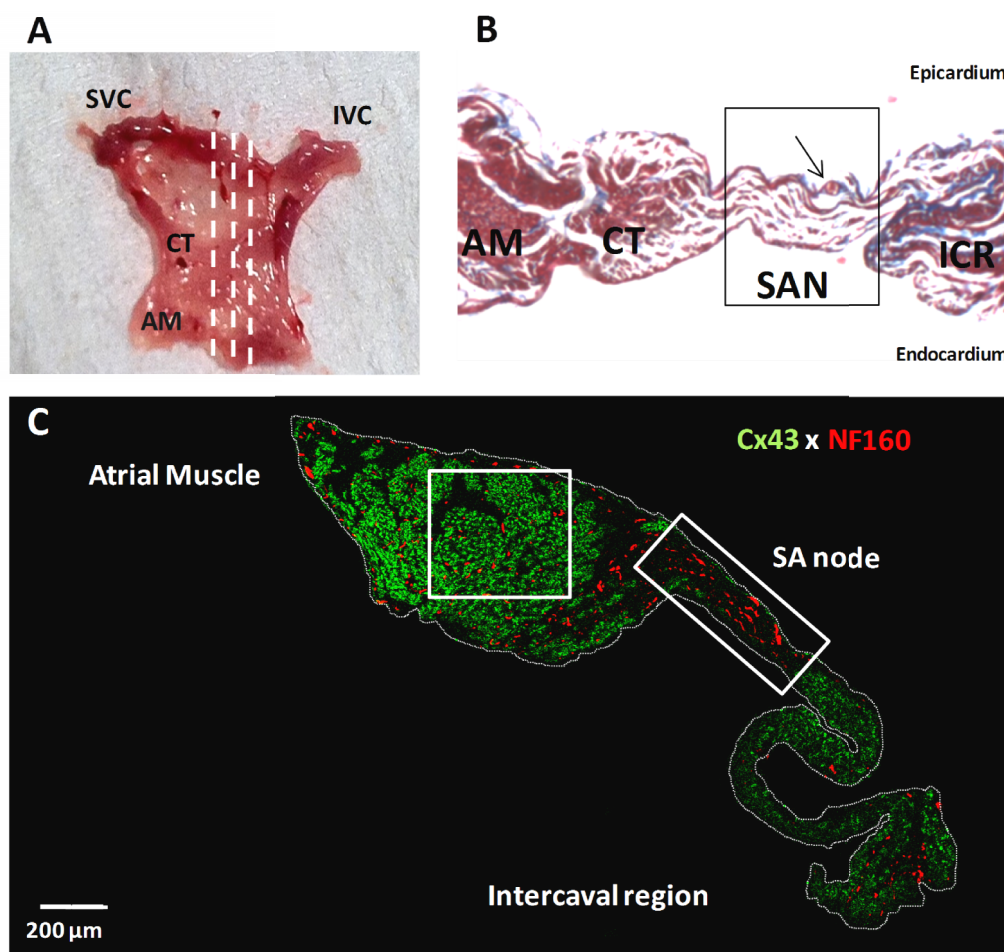 A
SVC
IVC
CT
AM
B
Epicardium
AM
CT
SAN
ICR
Endocardium
C
Cx43 x NF160
Atrial Muscle
SA node
Intercaval region
200 µm